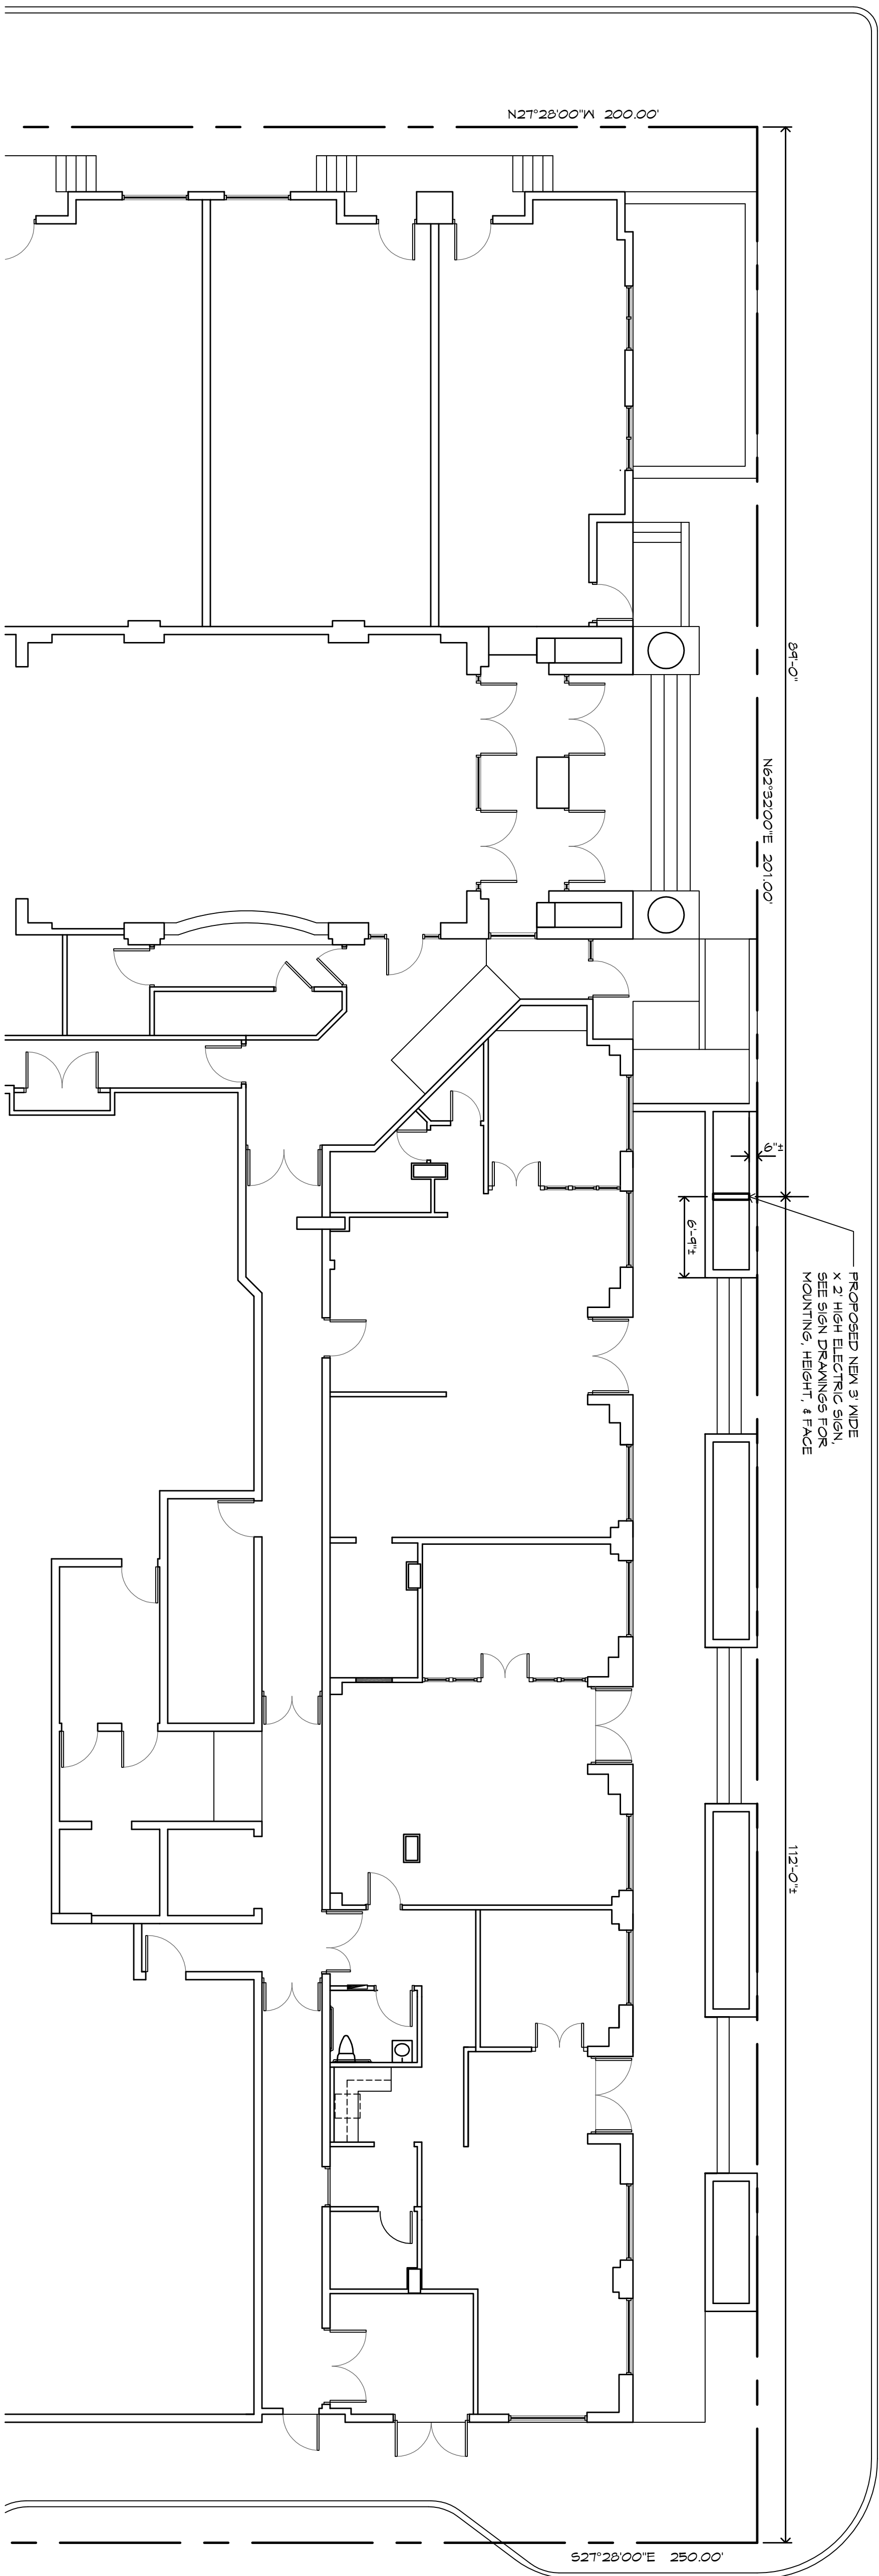 N27°28'00"W 200.00'
89'-0"
N62°32'00"E 201.00'
6"±
6'-9"±
PROPOSED NEW 3' WIDE
X 2' HIGH ELECTRIC SIGN,
SEE SIGN DRAWINGS FOR
MOUNTING, HEIGHT, & FACE
112'-0"±
S27°28'00"E 250.00'